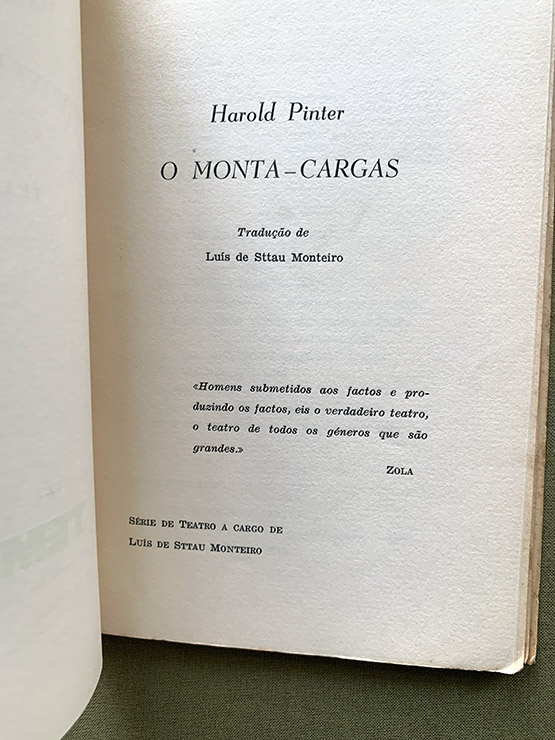 Harold Pinter
O MONTA-CARGAS
Tradução de
Luís de Sttau Monteiro
«Homens submetidos aos factos e pro-
duzindo os factos, eis o verdadeiro teatro,
o teatro de todos os géneros que são
grandes.»
ZOLA
SÉRIE DE TEATRO A CARGO DE
LUÍS DE STTAU MONTEIRO